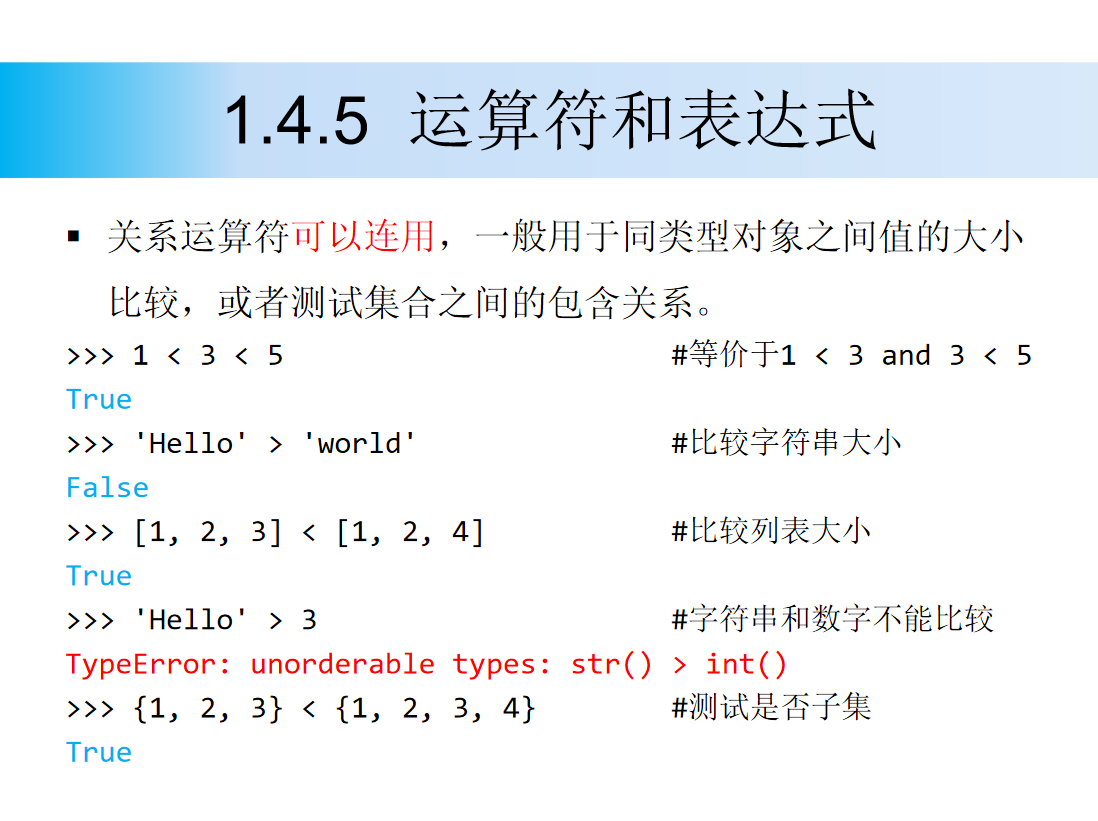 1.4.5 运算符和表达式
▪ 关系运算符可以连用，一般用于同类型对象之间值的大小
比较，或者测试集合之间的包含关系。
>>> 1 < 3 < 5 #等价于1 < 3 and 3 < 5
True
>>> 'Hello' > 'world' #比较字符串大小
False
>>> [1, 2, 3] < [1, 2, 4] #比较列表大小
True
>>> 'Hello' > 3 #字符串和数字不能比较
TypeError: unorderable types: str() > int()
>>> {1, 2, 3} < {1, 2, 3, 4} #测试是否子集
True